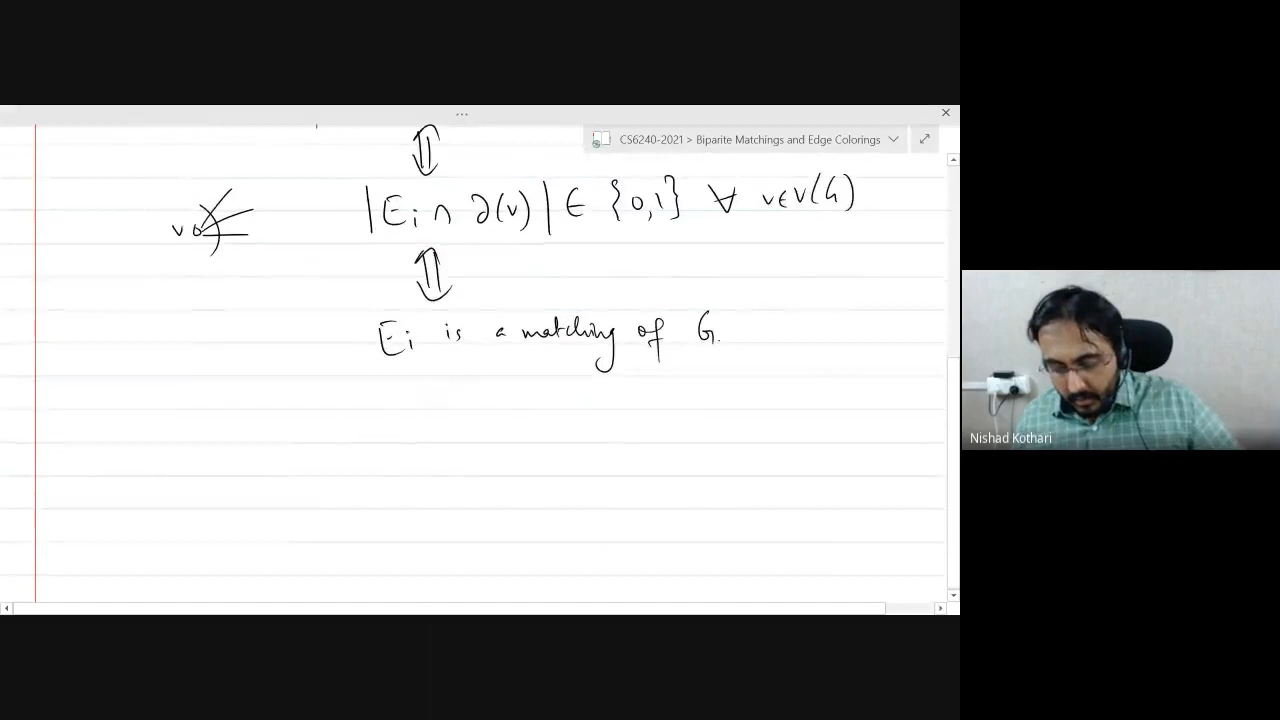 CS6240-2021 > Biparite Matchings and Edge Colorings
⇕
v
|Ei ∩ ∂(v)| ∈ {0,1} ∀ v∈V(G)
⇕
Ei is a matching of G.
Nishad Kothari